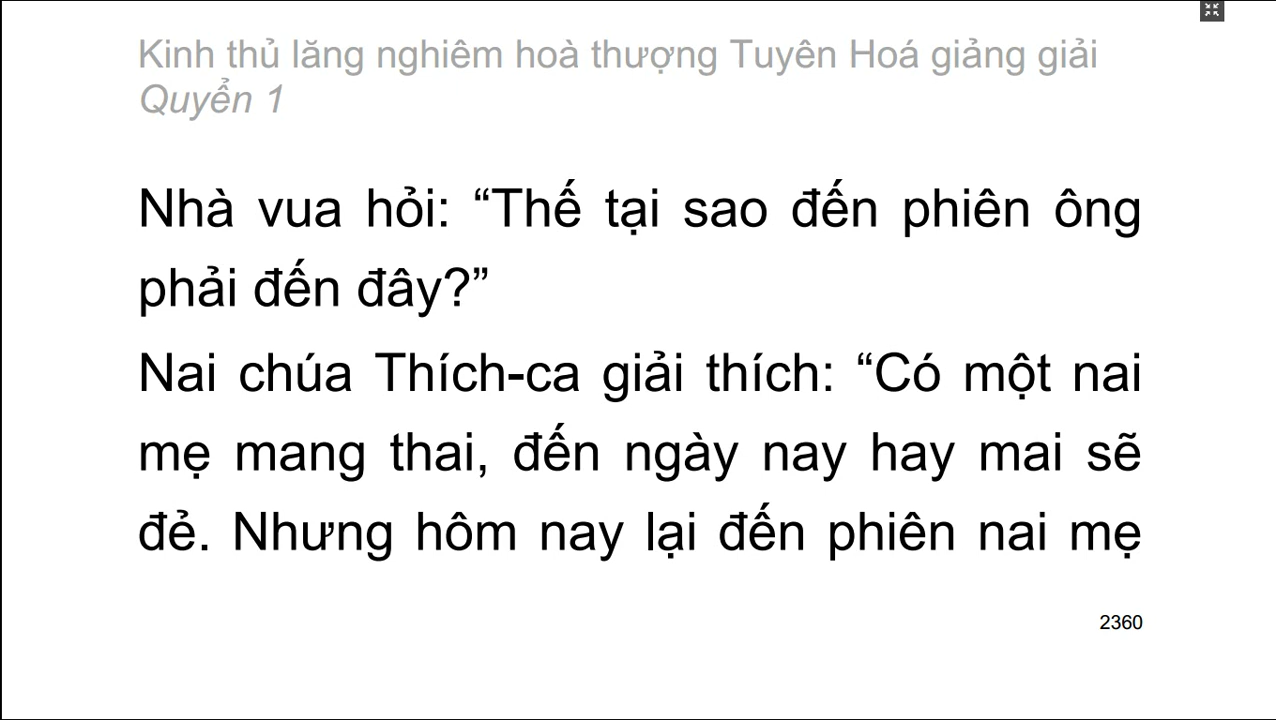 Kinh thủ lăng nghiêm hoà thượng Tuyên Hoá giảng giải
Quyển 1
Nhà vua hỏi: “Thế tại sao đến phiên ông
phải đến đây?”
Nai chúa Thích-ca giải thích: “Có một nai
mẹ mang thai, đến ngày nay hay mai sẽ
đẻ. Nhưng hôm nay lại đến phiên nai mẹ
2360